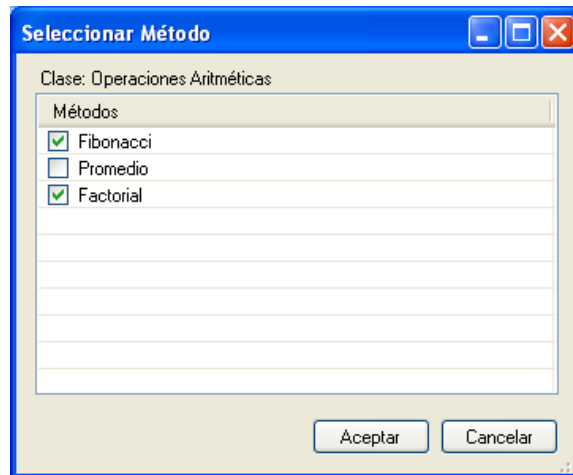 Seleccionar Método
Clase: Operaciones Aritméticas
Métodos
Fibonacci
Promedio
Factorial
Aceptar Cancelar